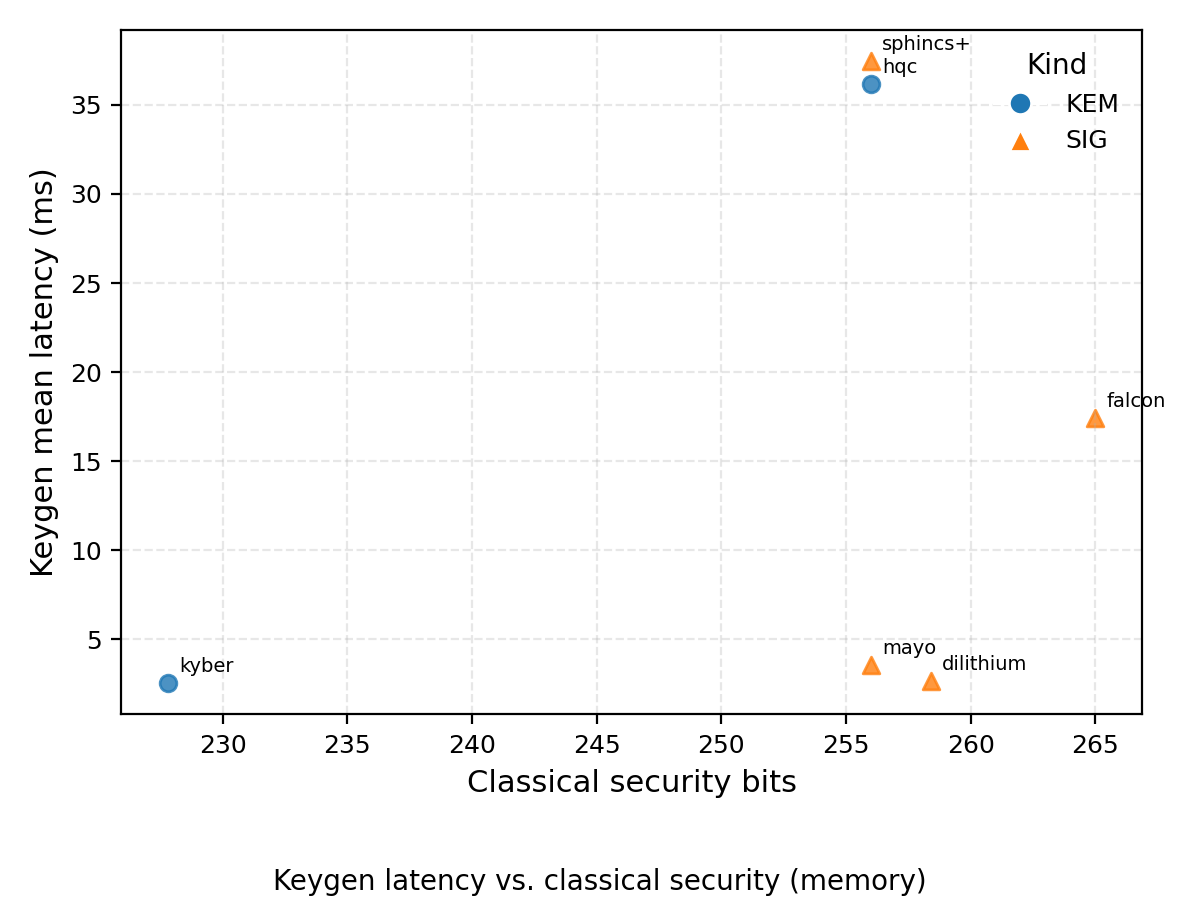 sphincs+
hqc
Kind
KEM
SIG
35
30
25
20
15
10
5
Keygen mean latency (ms)
falcon
mayo
dilithium
kyber
230 235 240 245 250 255 260 265
Classical security bits
Keygen latency vs. classical security (memory)